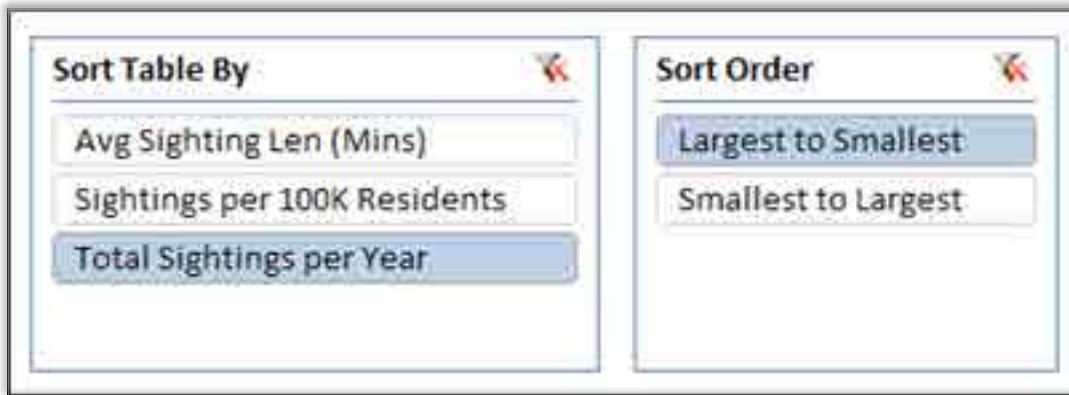 Sort Table By
Avg Sighting Len (Mins)
Sightings per 100K Residents
Total Sightings per Year
Sort Order
Largest to Smallest
Smallest to Largest